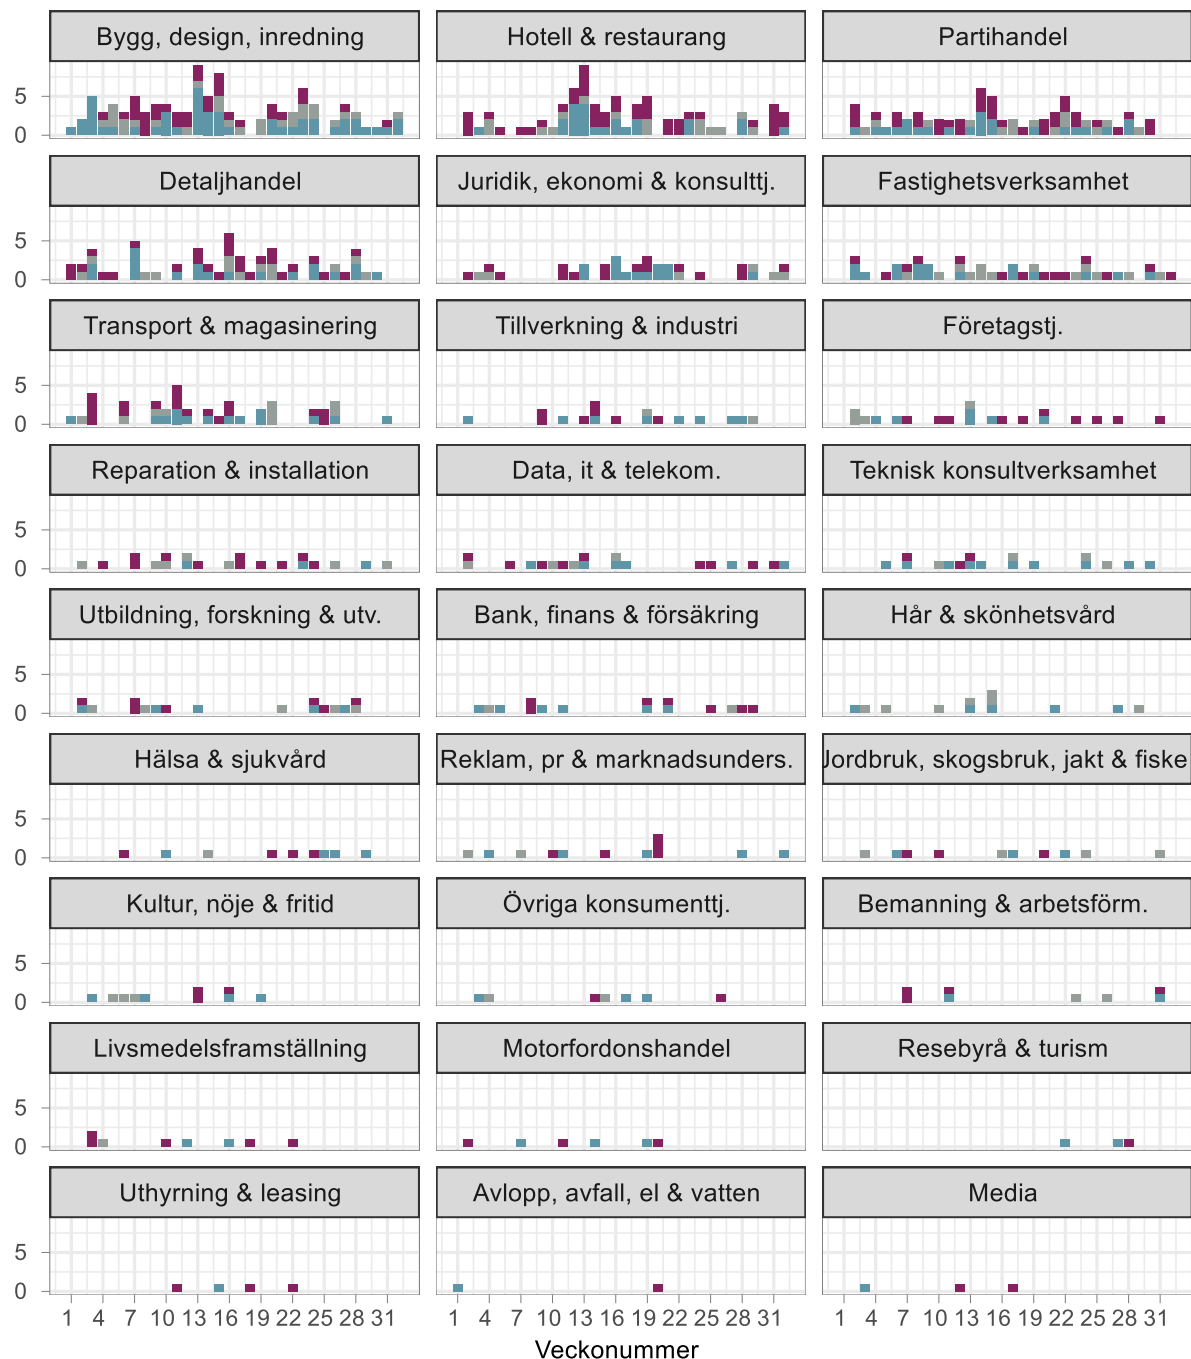 Bygg, design, inredning
Hotell & restaurang
Partihandel
5
0
Detaljhandel
Juridik, ekonomi & konsulttj.
Fastighetsverksamhet
5
0
Transport & magasinering
Tillverkning & industri
Företagstj.
5
0
Reparation & installation
Data, it & telekom.
Teknisk konsultverksamhet
5
0
Utbildning, forskning & utv.
Bank, finans & försäkring
Hår & skönhetsvård
5
0
Hälsa & sjukvård
Reklam, pr & marknadsunders.
Jordbruk, skogsbruk, jakt & fiske
5
0
Kultur, nöje & fritid
Övriga konsumenttj.
Bemanning & arbetsförm.
5
0
Livsmedelsframställning
Motorfordonshandel
Resebyrå & turism
5
0
Uthyrning & leasing
Avlopp, avfall, el & vatten
Media
5
0
1 4 7 10 13 16 19 22 25 28 31
1 4 7 10 13 16 19 22 25 28 31
1 4 7 10 13 16 19 22 25 28 31
Veckonummer